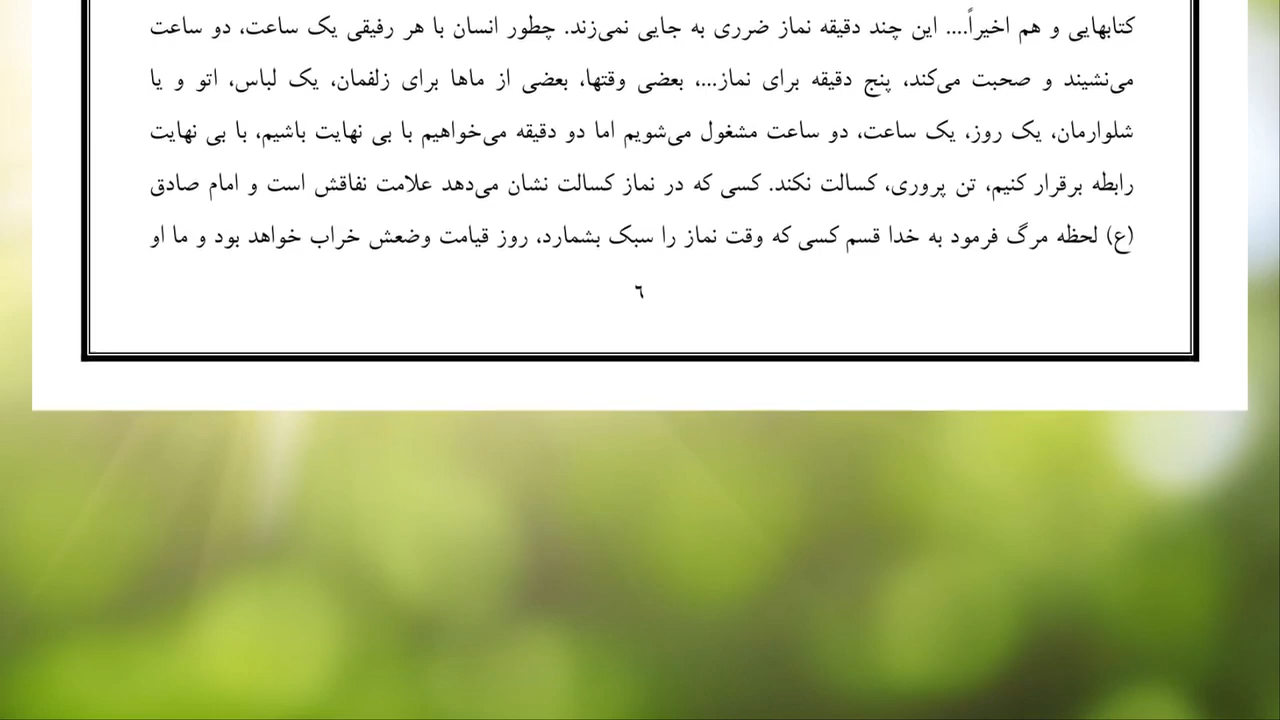 کتابهایی و هم اخیراً.... این چند دقیقه نماز ضرری به جایی نمی‌زند. چطور انسان با هر رفیقی یک ساعت، دو ساعت
می‌نشیند و صحبت می‌کند، پنج دقیقه برای نماز...، بعضی وقتها، بعضی از ماها برای زلفمان، یک لباس، اتو و یا
شلوارمان، یک روز، یک ساعت، دو ساعت مشغول می‌شویم اما دو دقیقه می‌خواهیم با بی نهایت باشیم، با بی نهایت
رابطه برقرار کنیم، تن پروری، کسالت نکند. کسی که در نماز کسالت نشان می‌دهد علامت نفاقش است و امام صادق
(ع) لحظه مرگ فرمود به خدا قسم کسی که وقت نماز را سبک بشمارد، روز قیامت وضعش خراب خواهد بود و ما او
٦